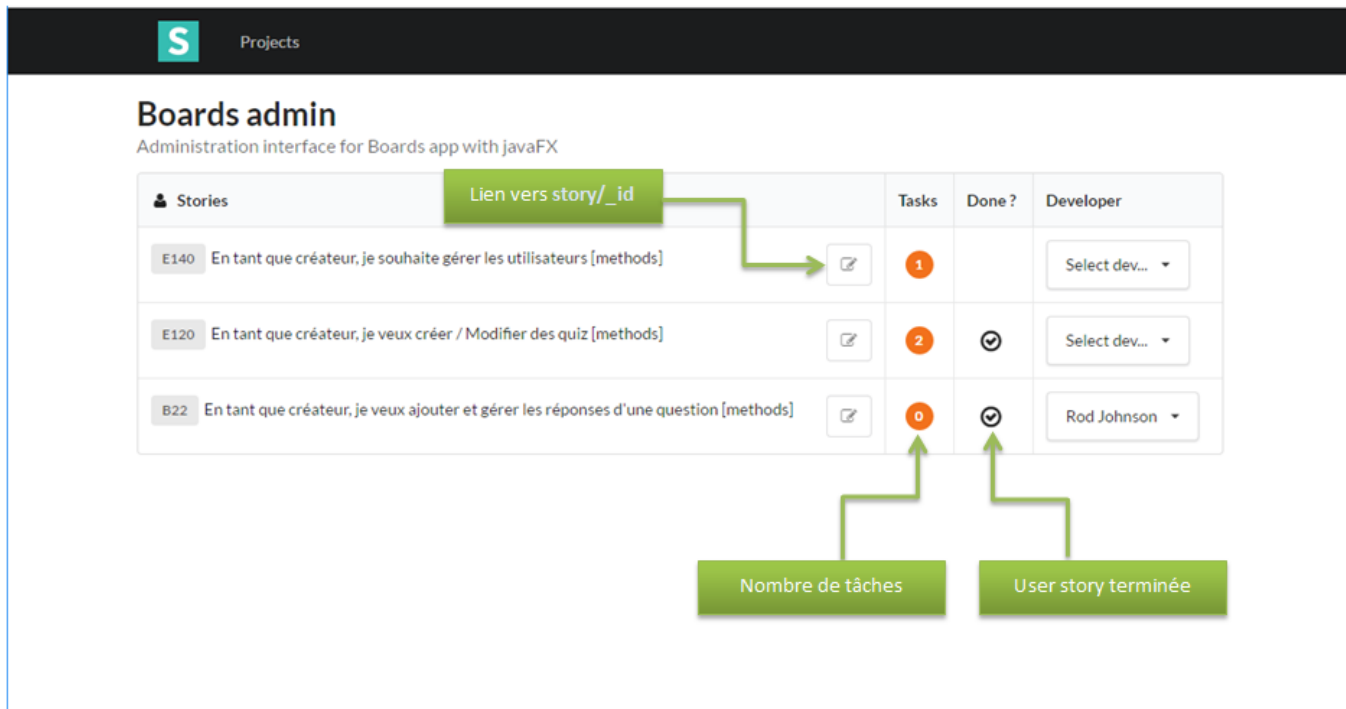 S Projects
Boards admin
Administration interface for Boards app with javaFX
Stories Lien vers story/_id Tasks Done ? Developer
E140 En tant que créateur, je souhaite gérer les utilisateurs [methods] 1 Select dev...
E120 En tant que créateur, je veux créer / Modifier des quiz [methods] 2 Select dev...
B22 En tant que créateur, je veux ajouter et gérer les réponses d'une question [methods] 0 Rod Johnson
Nombre de tâches User story terminée